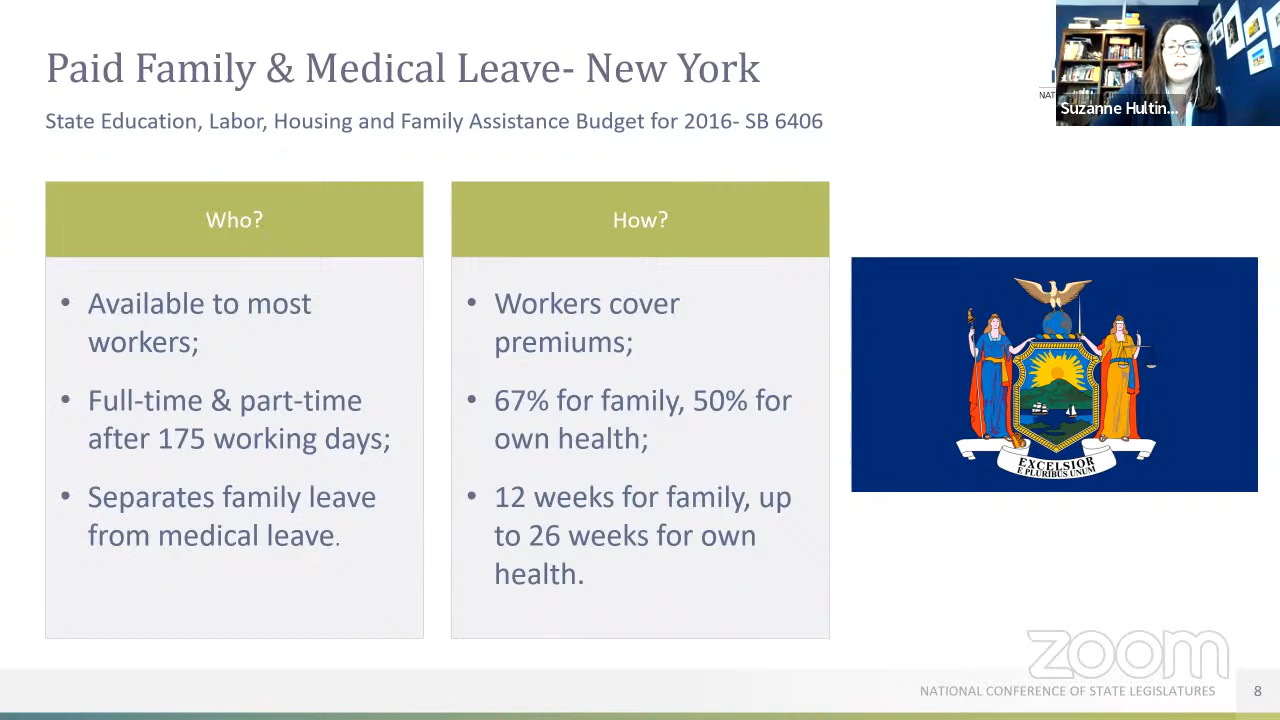 Paid Family & Medical Leave- New York
State Education, Labor, Housing and Family Assistance Budget for 2016- SB 6406
NAT
Suzanne Hultin...
Who?
• Available to most
workers;
• Full-time & part-time
after 175 working days;
• Separates family leave
from medical leave.
How?
• Workers cover
premiums;
• 67% for family, 50% for
own health;
• 12 weeks for family, up
to 26 weeks for own
health.
EXCELSIOR
E PLURIBUS UNUM
zoom
NATIONAL CONFERENCE OF STATE LEGISLATURES
8